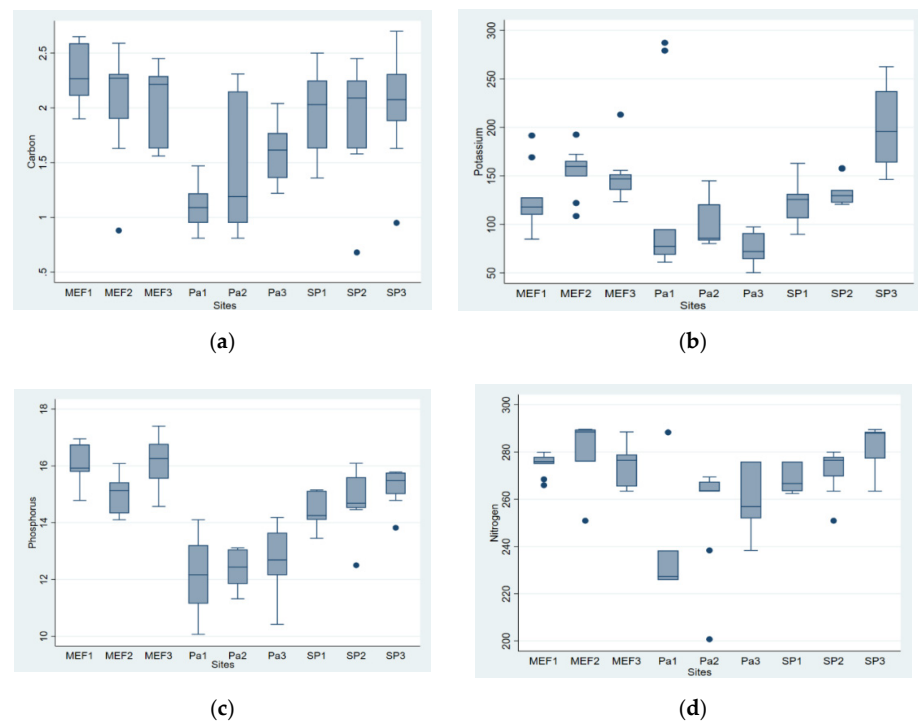 Carbon
2.5
2
1.5
1
.5
MEF1 MEF2 MEF3 Pa1 Pa2 Pa3 SP1 SP2 SP3
Sites
(a)
Potassium
300
250
200
150
100
50
MEF1 MEF2 MEF3 Pa1 Pa2 Pa3 SP1 SP2 SP3
Sites
(b)
Phosphorus
18
16
14
12
10
MEF1 MEF2 MEF3 Pa1 Pa2 Pa3 SP1 SP2 SP3
Sites
(c)
Nitrogen
300
280
260
240
220
200
MEF1 MEF2 MEF3 Pa1 Pa2 Pa3 SP1 SP2 SP3
Sites
(d)